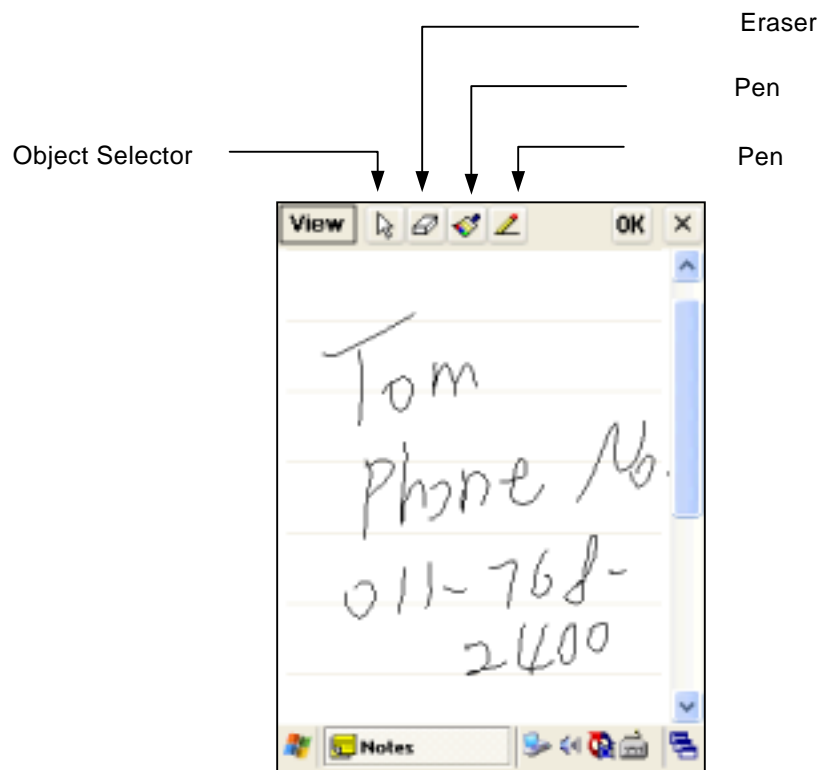 Eraser
Pen
Object Selector
Pen
View
OK
Tom
Phone No.
011-768-
2400
Notes